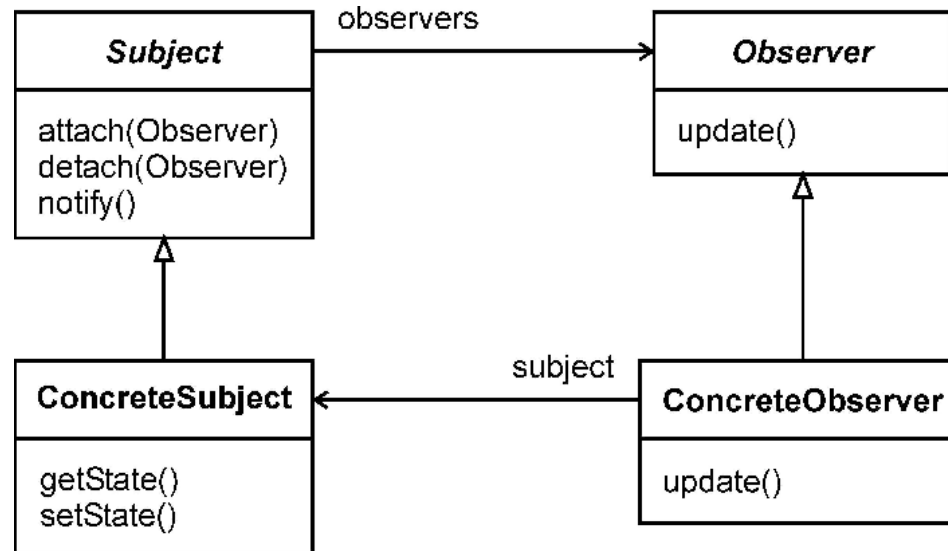 Subject
attach(Observer)
detach(Observer)
notify()
observers
Observer
update()
ConcreteSubject
getState()
setState()
subject
ConcreteObserver
update()